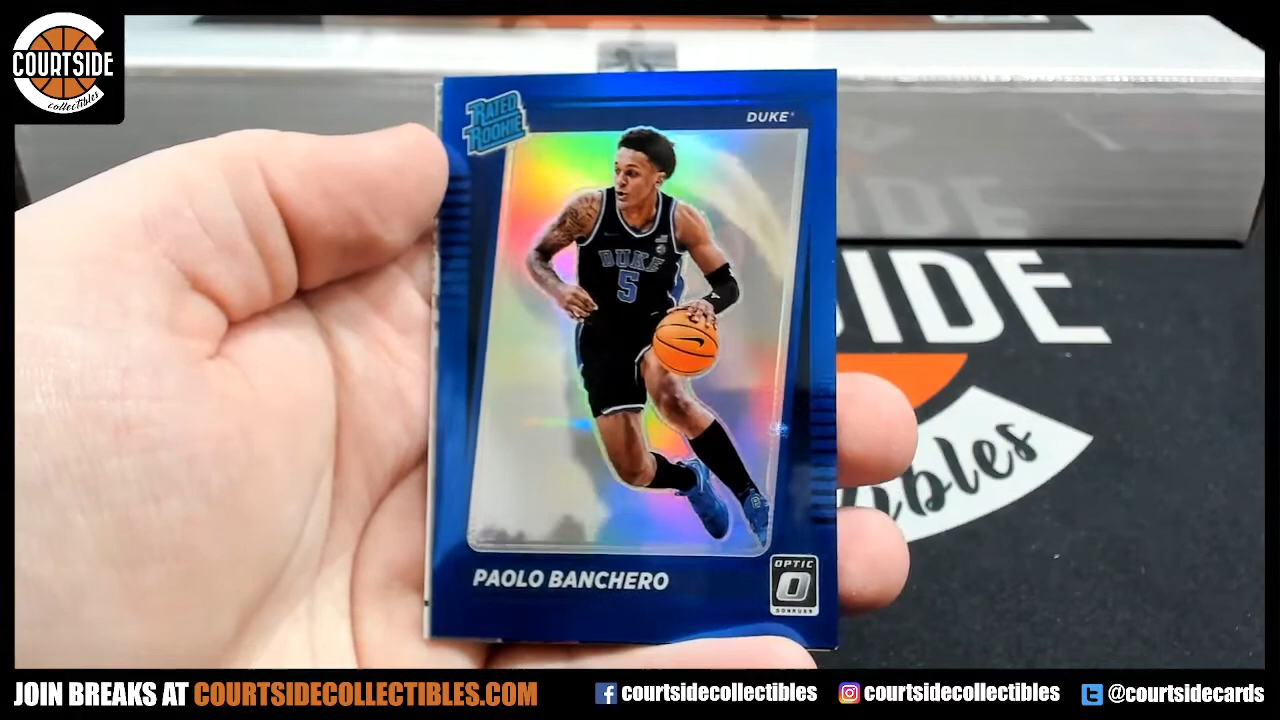 COURTSIDE
collectibles
RATED
ROOKIE
DUKE
DUKE
5
PAOLO BANCHERO
OPTIC
DONRUSS
IDE
IDE
bles
JOIN BREAKS AT COURTSIDECOLLECTIBLES.COM
courtsidecollectibles
courtsidecollectibles
@courtsidecards